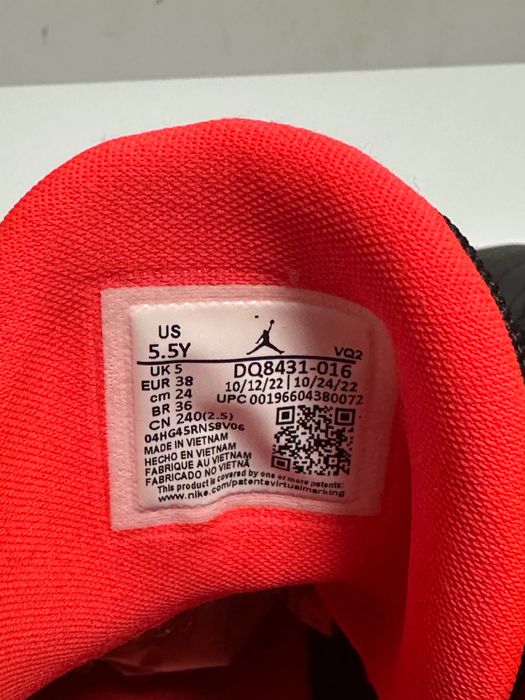 US
5.5Y VQ2
UK 5 DQ8431-016
EUR 38 10/12/22 | 10/24/22
cm 24 UPC 00196604380072
BR 36
CN 240(2.5)
04HG45RNS8V06
MADE IN VIETNAM
HECHO EN VIETNAM
FABRIQUE AU VIETNAM
FABRICADO NO VIETNÃ
This product is covered by one or more patents:
www.nike.com/patentsvirtualmarking